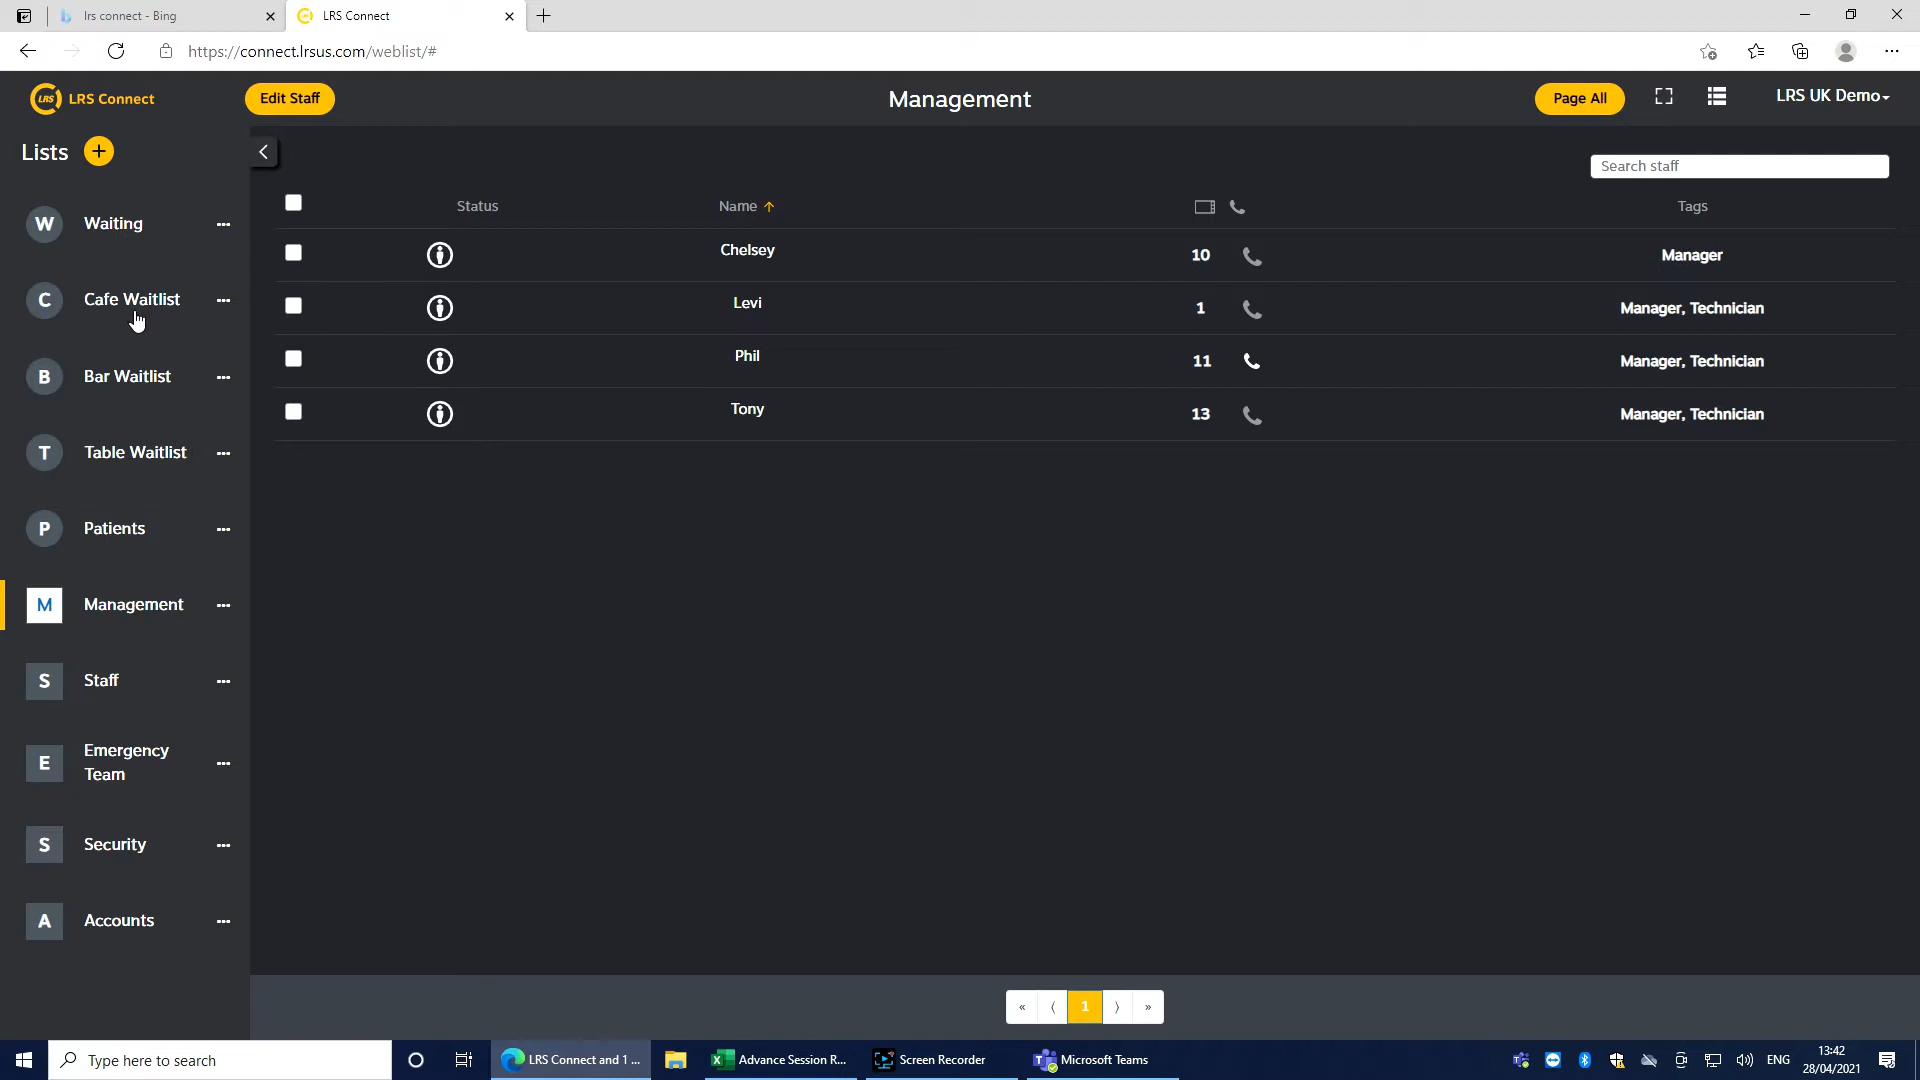 lrs connect - Bing
LRS Connect
https://connect.lrsus.com/weblist/#
LRS
LRS Connect
Edit Staff
Management
Page All
LRS UK Demo
Lists
Search staff
Status
Name
Tags
W
Waiting
C
Cafe Waitlist
B
Bar Waitlist
T
Table Waitlist
P
Patients
M
Management
S
Staff
E
Emergency
Team
S
Security
A
Accounts
Chelsey
10
Manager
Levi
1
Manager, Technician
Phil
11
Manager, Technician
Tony
13
Manager, Technician
« ⟨ 1 ⟩ »
Type here to search
LRS Connect and 1 ...
Advance Session R...
Screen Recorder
Microsoft Teams
ENG
13:42
28/04/2021